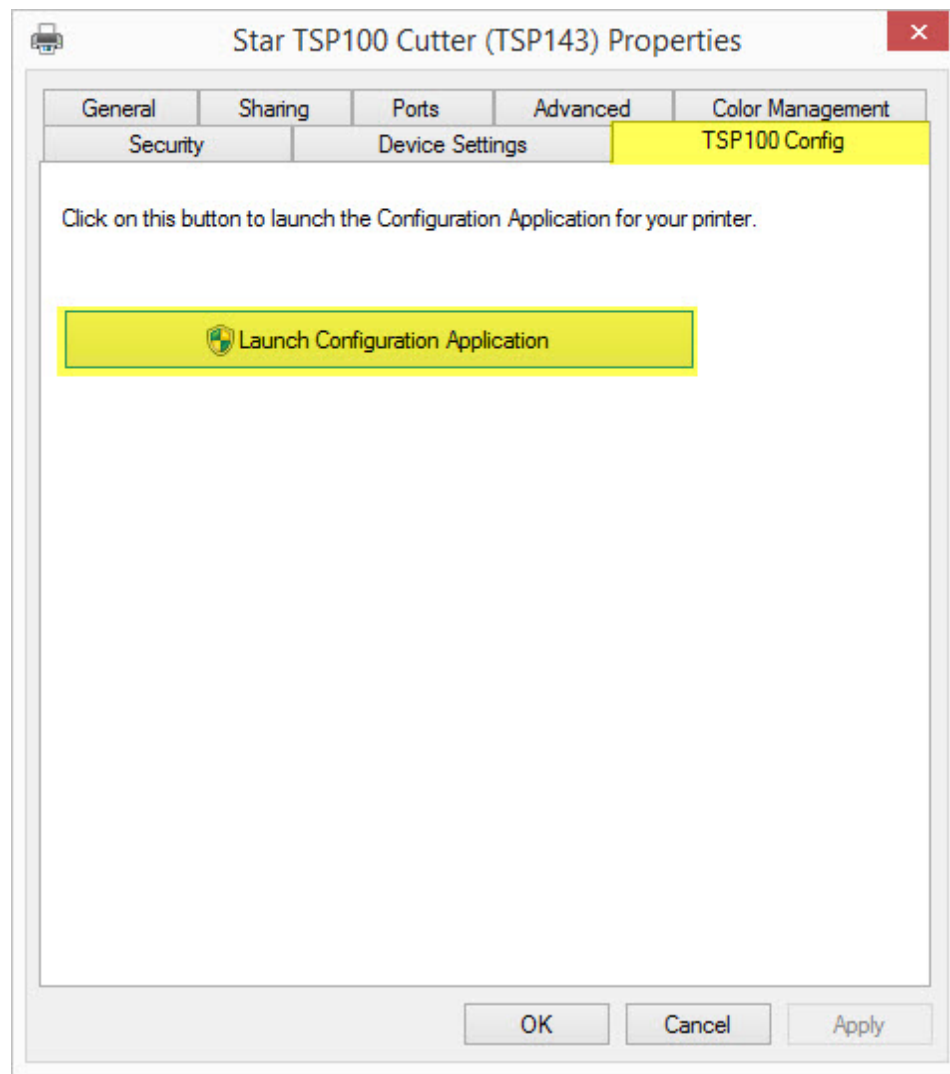 Star TSP100 Cutter (TSP143) Properties
General Sharing Ports Advanced Color Management
Security Device Settings TSP100 Config
Click on this button to launch the Configuration Application for your printer.
Launch Configuration Application
OK Cancel Apply